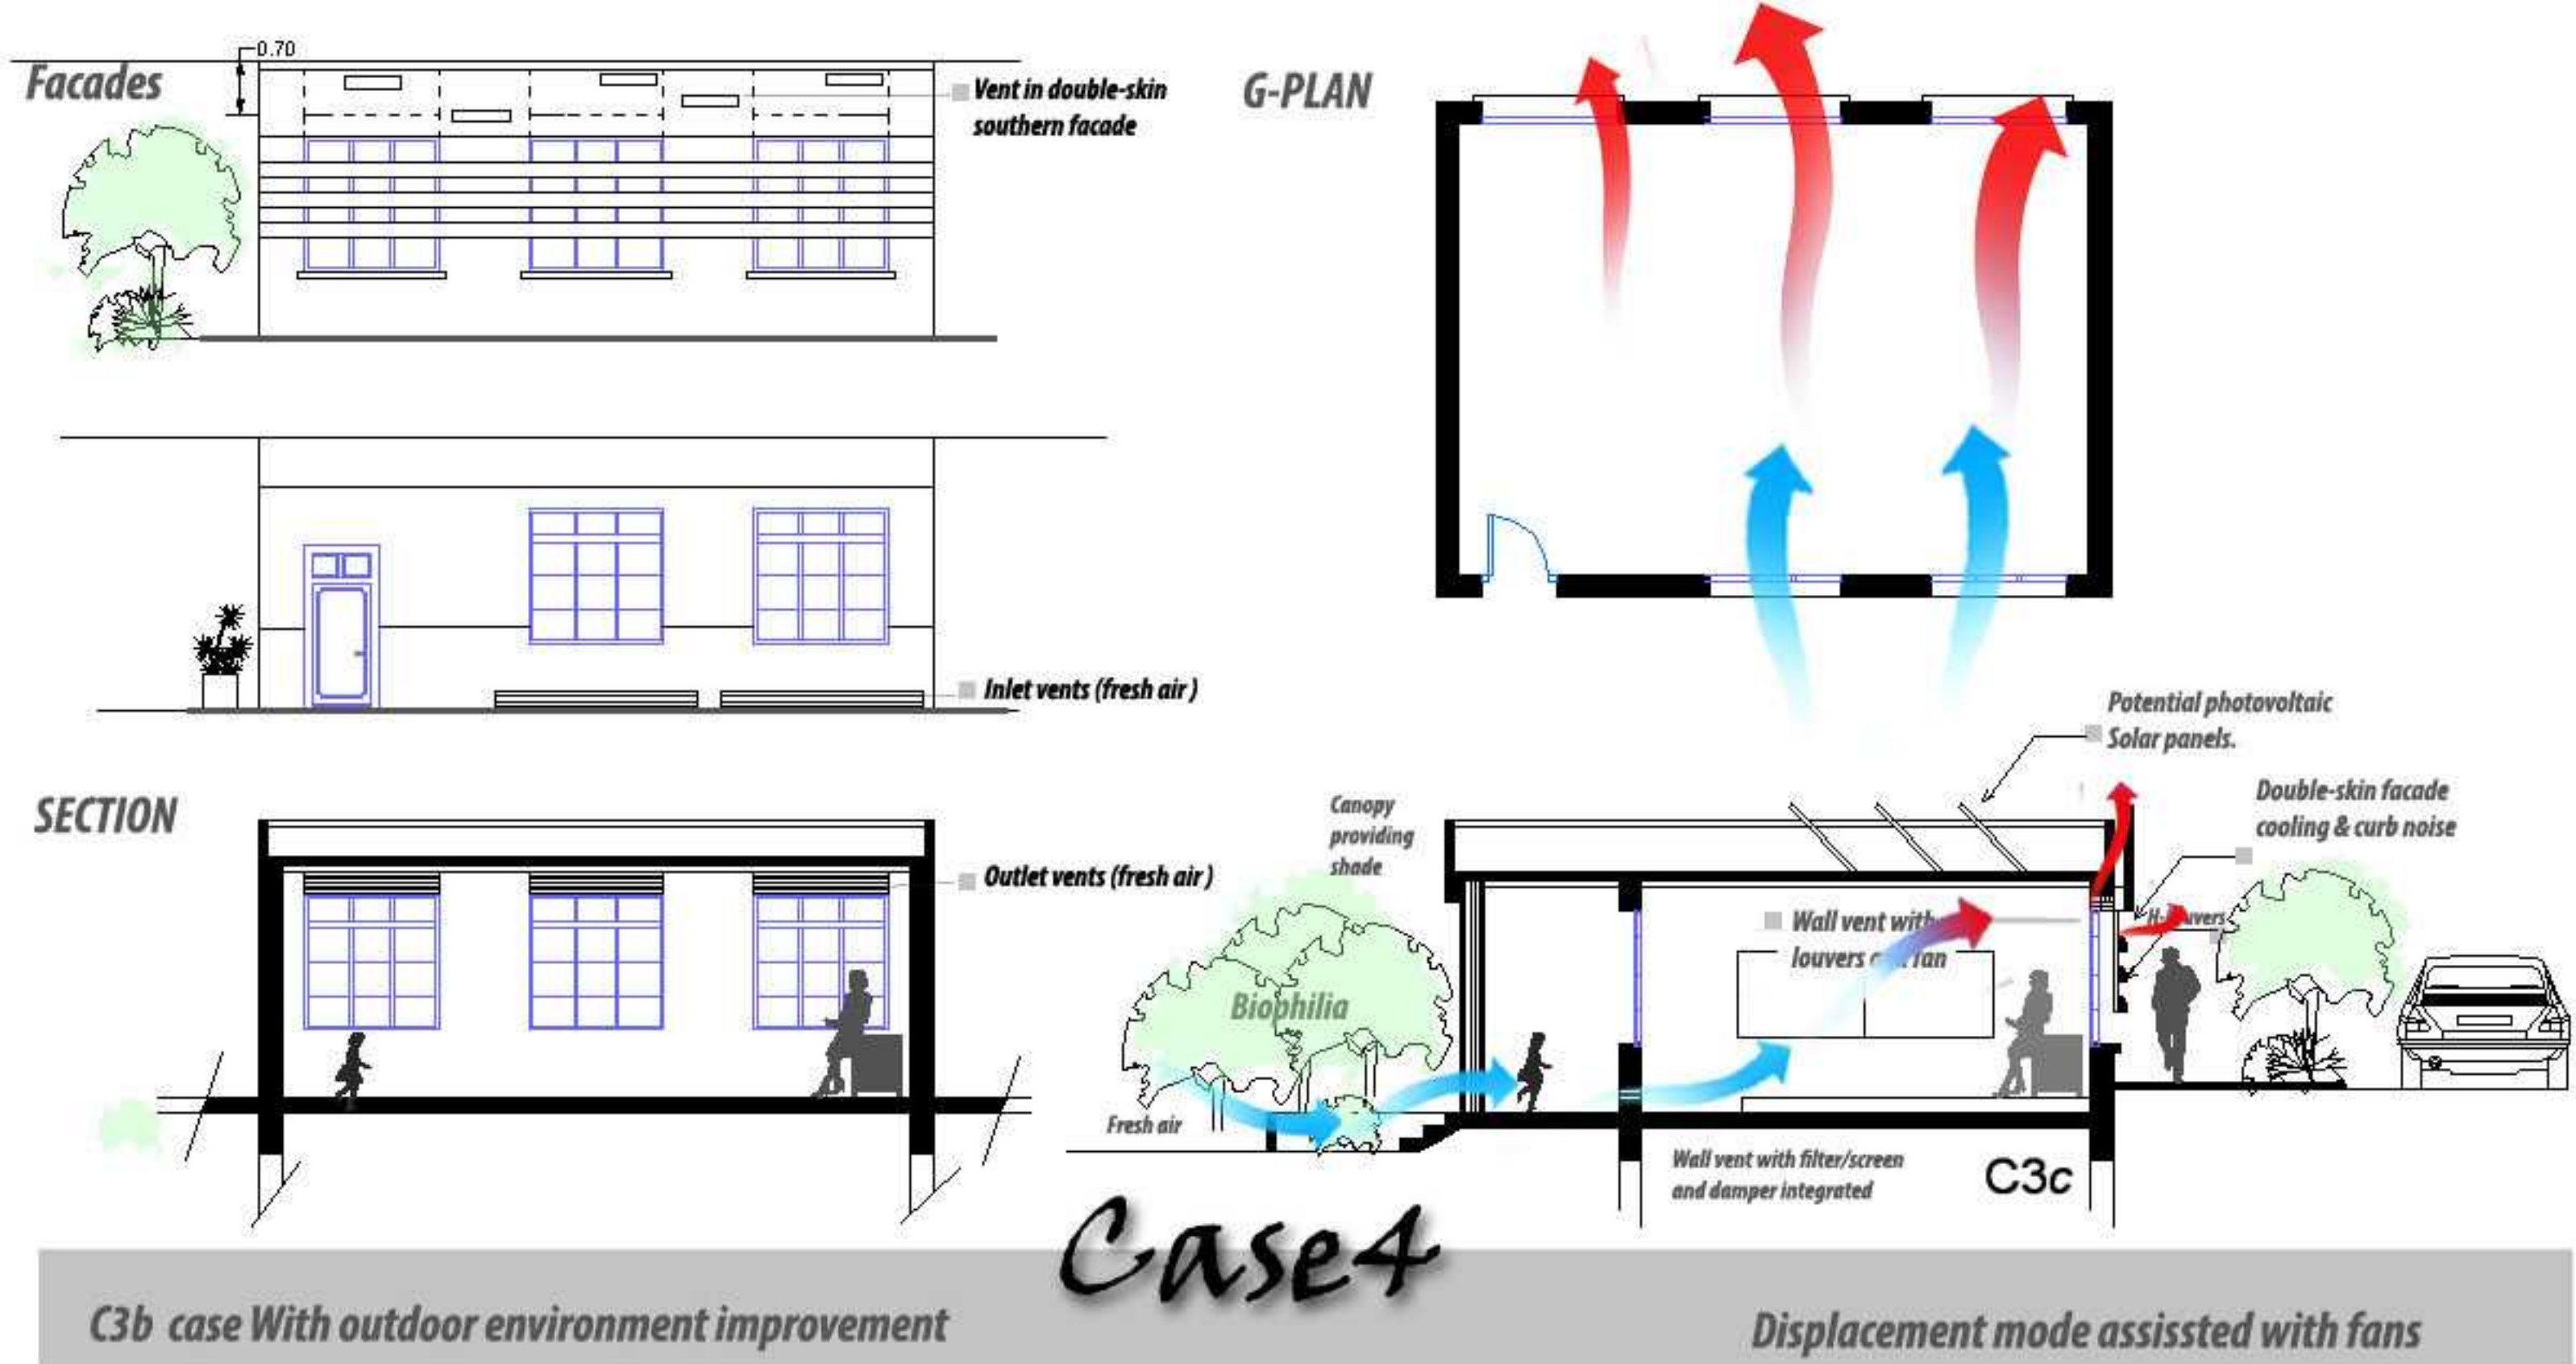 Facades
0.70
Vent in double-skin
southern facade
G-PLAN
Inlet vents (fresh air )
Potential photovoltaic
Solar panels.
SECTION
Outlet vents (fresh air )
Canopy
providing
shade
Double-skin facade
cooling & curb noise
Wall vent with
louvers fan
Biophilia
Fresh air
Wall vent with filter/screen
and damper integrated
C3c
Case4
C3b case With outdoor environment improvement
Displacement mode assissted with fans